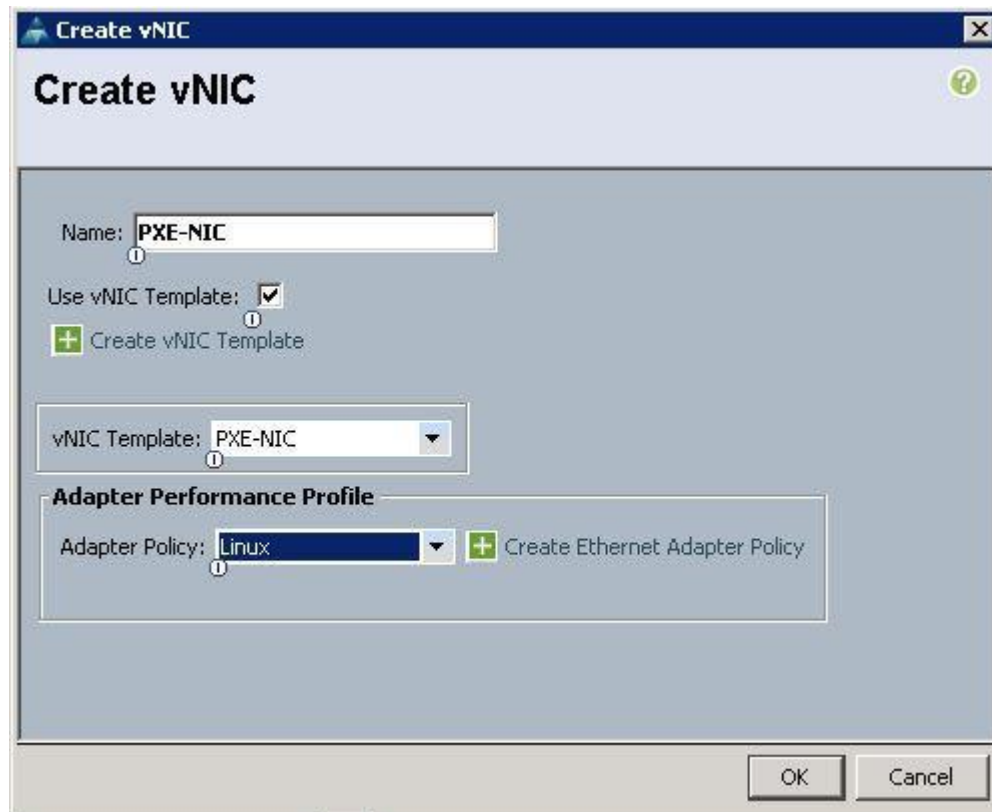 Create vNIC
Create vNIC
Name: PXE-NIC
Use vNIC Template:
Create vNIC Template
vNIC Template: PXE-NIC
Adapter Performance Profile
Adapter Policy: Linux
Create Ethernet Adapter Policy
OK
Cancel